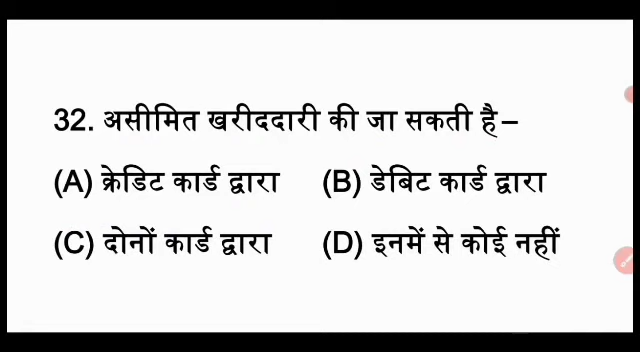 32. असीमित खरीददारी की जा सकती है–
(A) क्रेडिट कार्ड द्वारा (B) डेबिट कार्ड द्वारा
(C) दोनों कार्ड द्वारा (D) इनमें से कोई नहीं